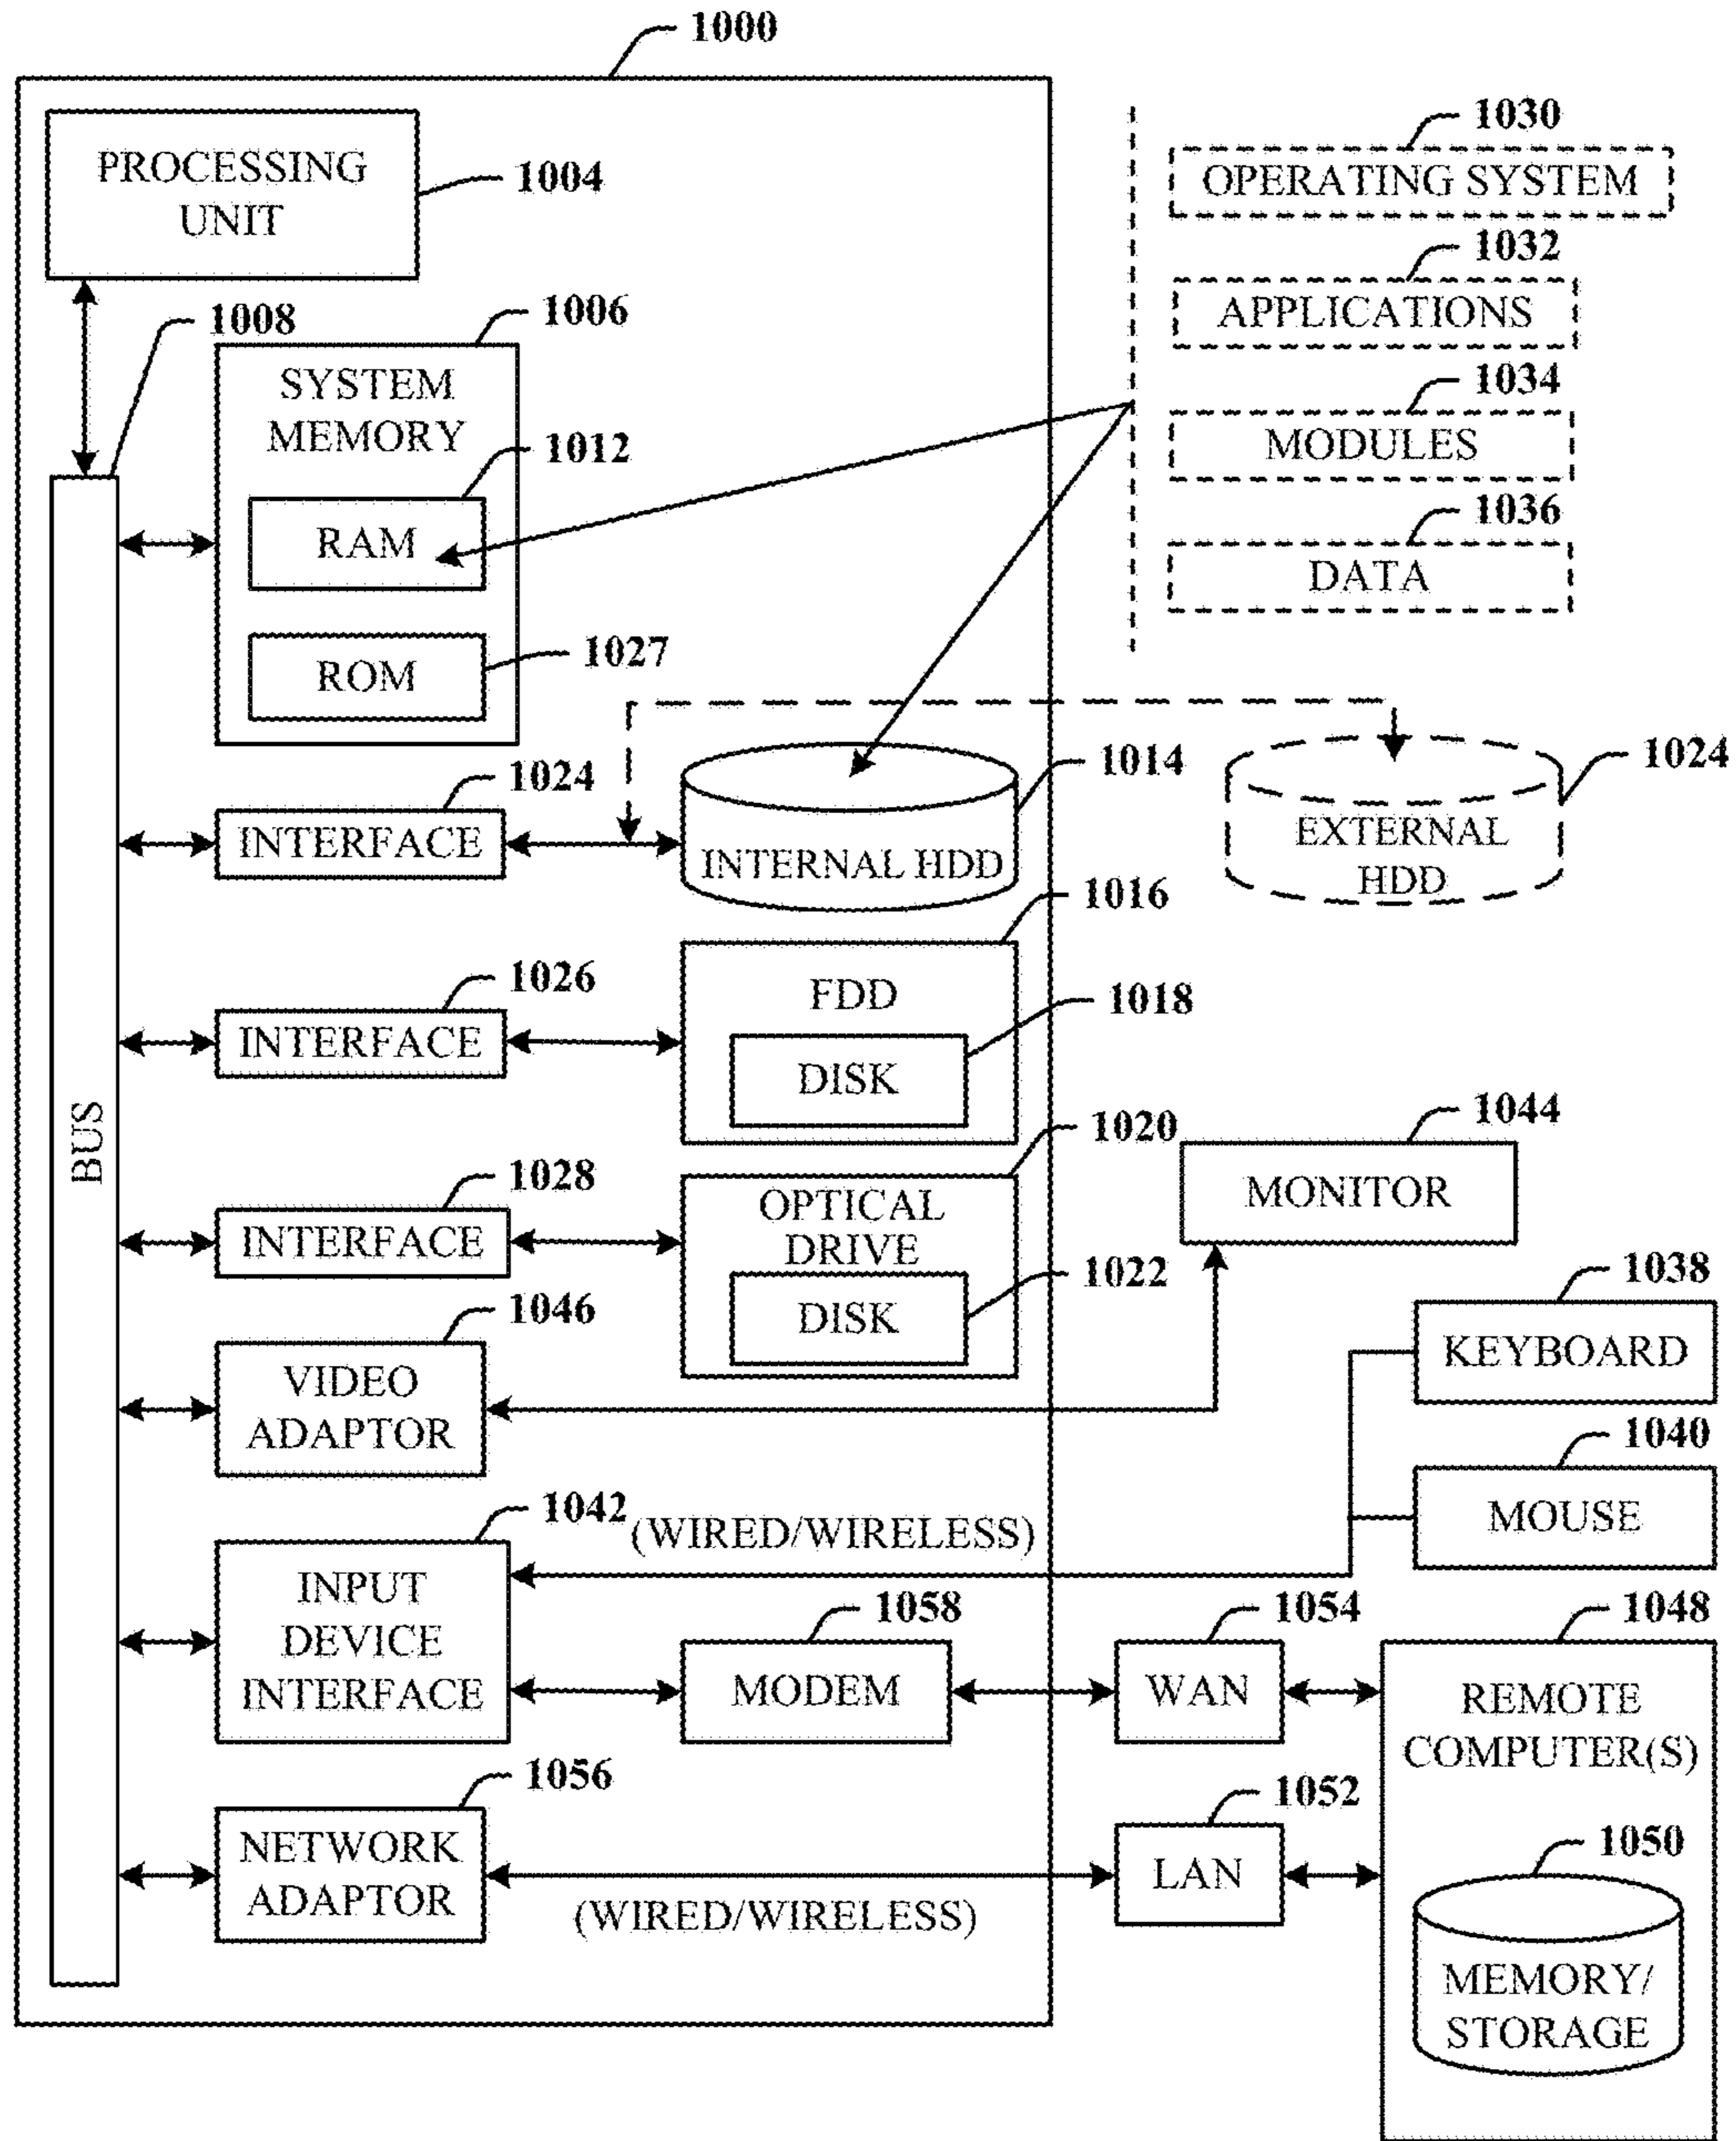 1000
PROCESSING
UNIT
1004
1030
OPERATING SYSTEM
1032
APPLICATIONS
1034
MODULES
1036
DATA
1008
1006
SYSTEM
MEMORY
1012
RAM
1027
ROM
1024
INTERFACE
1014
INTERNAL HDD
1024
EXTERNAL
HDD
1016
FDD
1026
INTERFACE
1018
DISK
BUS
1044
MONITOR
1020
OPTICAL
DRIVE
1028
INTERFACE
1022
DISK
1038
KEYBOARD
1046
VIDEO
ADAPTOR
1040
MOUSE
1042
(WIRED/WIRELESS)
INPUT
DEVICE
INTERFACE
1058
MODEM
1054
WAN
1048
REMOTE
COMPUTER(S)
1056
NETWORK
ADAPTOR
(WIRED/WIRELESS)
1052
LAN
1050
MEMORY/
STORAGE